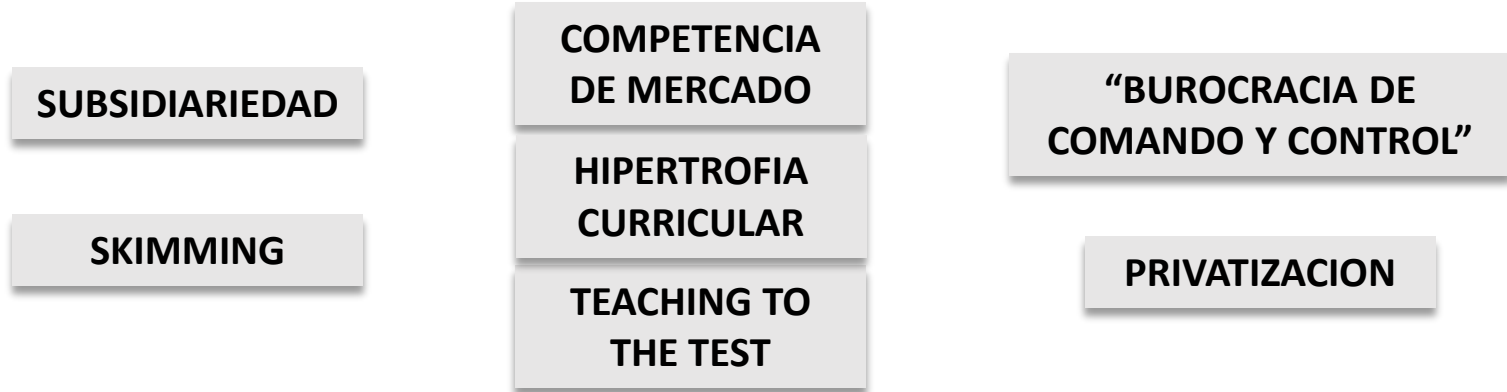 SUBSIDIARIEDAD
SKIMMING
COMPETENCIA
DE MERCADO
HIPERTROFIA
CURRICULAR
TEACHING TO
THE TEST
“BUROCRACIA DE
COMANDO Y CONTROL”
PRIVATIZACION